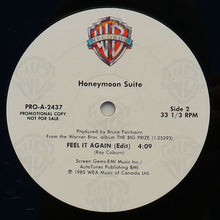 WB
RECORDS
Honeymoon Suite
PRO-A-2437
PROMOTIONAL COPY
NOT FOR SALE
Side 2
33 1/3 RPM
Produced by Bruce Fairbairn
From the Warner Bros. album THE BIG PRIZE (1-25293)
FEEL IT AGAIN (Edit) 4:09
(Ray Coburn)
Screen Gems-EMI Music Inc./
AutoTunes Publishing BMI
℗ 1985 WEA Music of Canada Ltd.